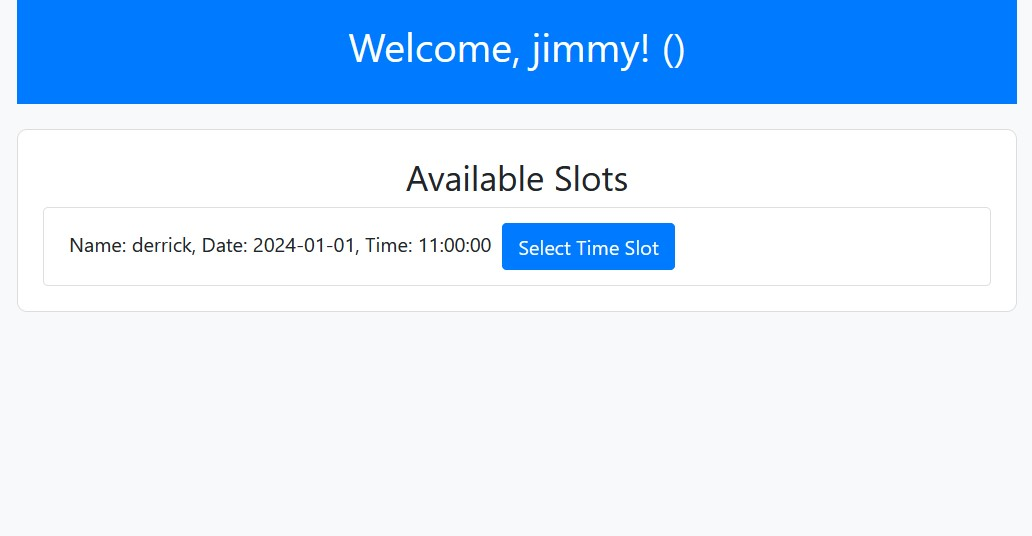 Welcome, jimmy! ()
Available Slots
Name: derrick, Date: 2024-01-01, Time: 11:00:00 Select Time Slot